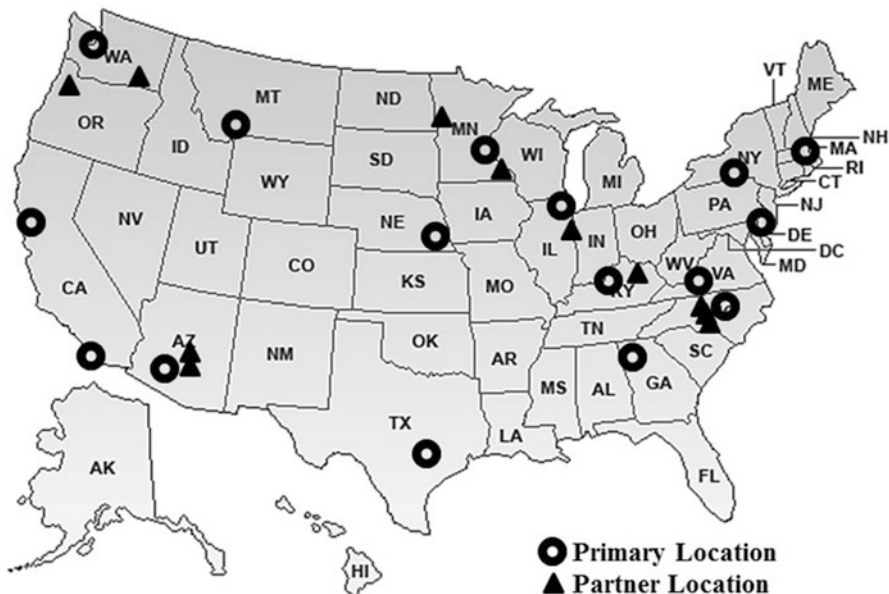 WA
VT
ME
MT
ND
OR
MN
NH
ID
WI
NY
MA
SD
RI
WY
MI
CT
IA
PA
NJ
NE
NV
OH
DE
IL
IN
UT
DC
CO
WV
VA
MD
CA
KS
MO
KY
TN
AZ
OK
NM
AR
SC
MS
AL
GA
TX
LA
AK
FL
Primary Location
HI
Partner Location